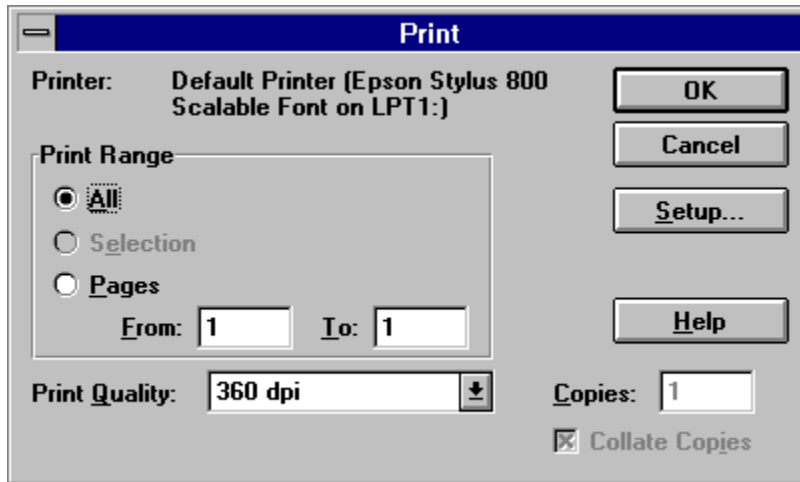 Print
Printer: Default Printer (Epson Stylus 800
Scalable Font on LPT1:)
OK
Cancel
Setup...
Help
Print Range
All
Selection
Pages
From: 1 To: 1
Print Quality: 360 dpi
Copies: 1
Collate Copies